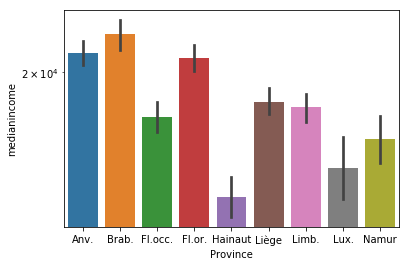 medianincome
2 × 10⁴
Anv. Brab. Fl.occ. Fl.or. Hainaut Liège Limb. Lux. Namur
Province